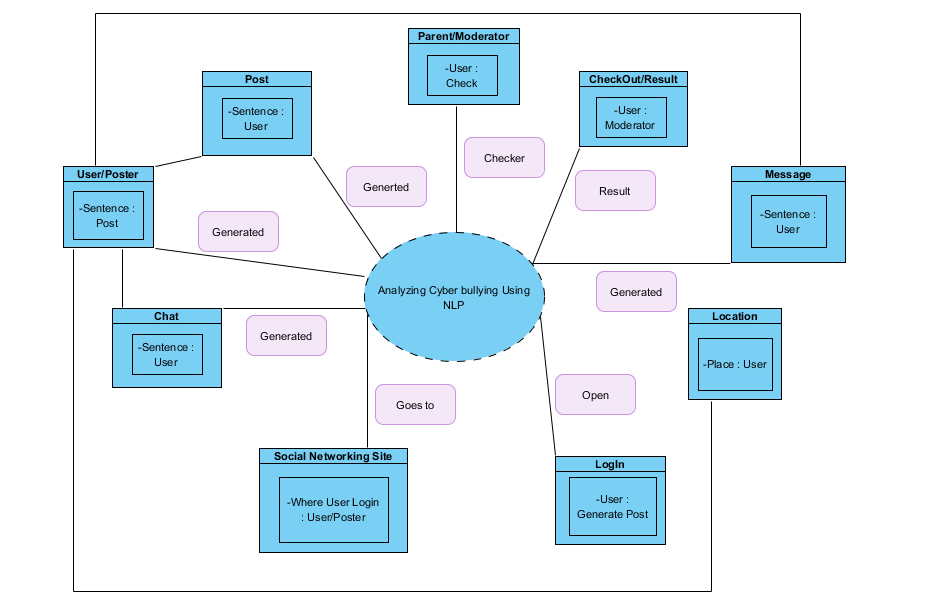 Parent/Moderator
-User :
Check
Post
-Sentence :
User
CheckOut/Result
-User :
Moderator
Checker
User/Poster
-Sentence :
Post
Generted
Result
Message
-Sentence :
User
Generated
Analyzing Cyber bullying Using
NLP
Generated
Chat
-Sentence :
User
Generated
Location
-Place : User
Goes to
Open
Social Networking Site
-Where User Login
: User/Poster
LogIn
-User :
Generate Post